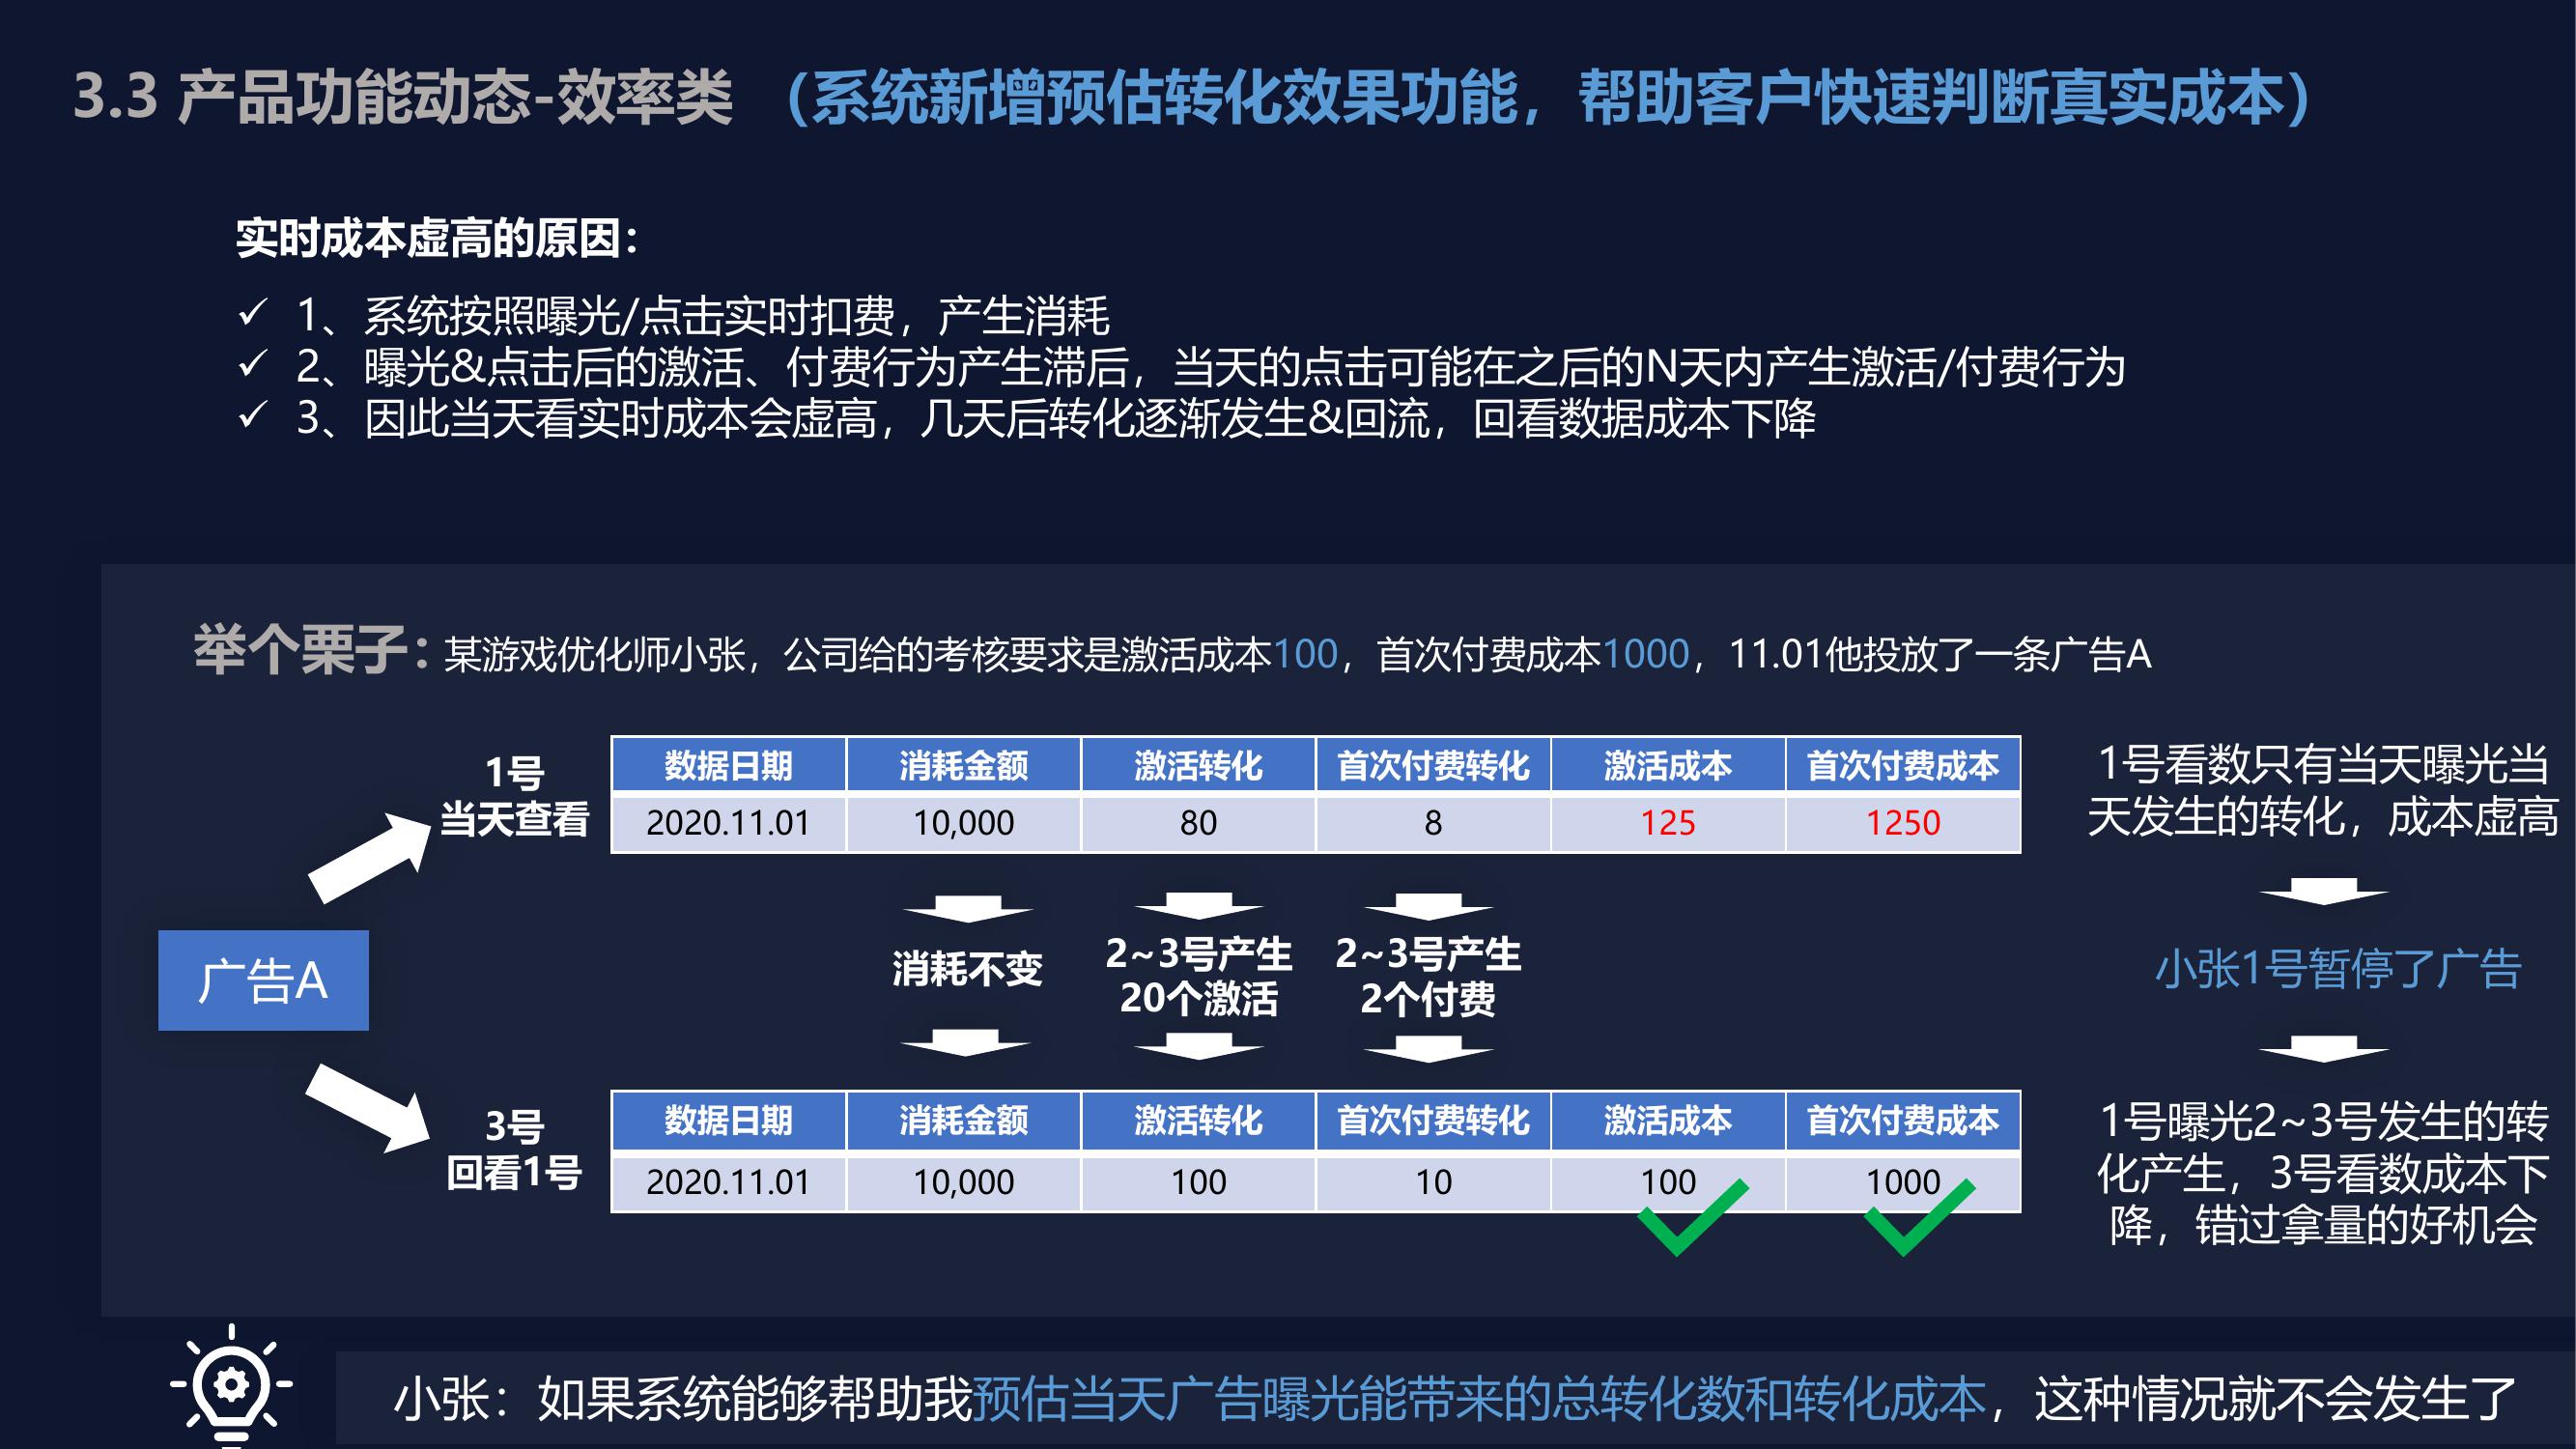 3.3 产品功能动态-效率类 （系统新增预估转化效果功能，帮助客户快速判断真实成本）
实时成本虚高的原因：
✓ 1、系统按照曝光/点击实时扣费，产生消耗
✓ 2、曝光&点击后的激活、付费行为产生滞后，当天的点击可能在之后的N天内产生激活/付费行为
✓ 3、因此当天看实时成本会虚高，几天后转化逐渐发生&回流，回看数据成本下降
举个栗子：某游戏优化师小张，公司给的考核要求是激活成本100，首次付费成本1000，11.01他投放了一条广告A
广告A
1号
当天查看
数据日期 消耗金额 激活转化 首次付费转化 激活成本 首次付费成本
2020.11.01 10,000 80 8 125 1250
1号看数只有当天曝光当
天发生的转化，成本虚高
消耗不变
2~3号产生
20个激活
2~3号产生
2个付费
小张1号暂停了广告
3号
回看1号
数据日期 消耗金额 激活转化 首次付费转化 激活成本 首次付费成本
2020.11.01 10,000 100 10 100 1000
1号曝光2~3号发生的转
化产生，3号看数成本下
降，错过拿量的好机会
小张：如果系统能够帮助我预估当天广告曝光能带来的总转化数和转化成本，这种情况就不会发生了